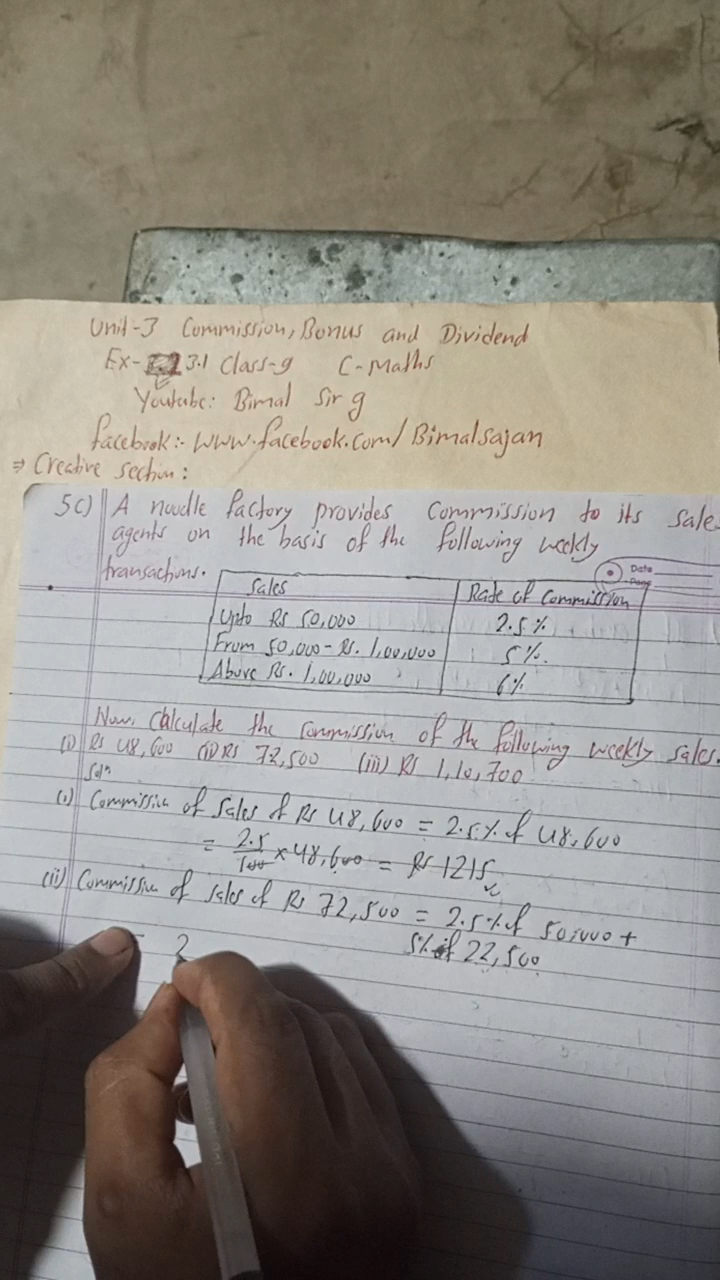 Unit-3 Commission, Bonus and Dividend
Ex- 3.1 Class-9 C-Maths
Youtube: Bimal Sir g
facebook:- www.facebook.com/Bimalsajan
⇒ Creative section:
5c) A noodle factory provides commission to its sales
agents on the basis of the following weekly
transactions.
Date
Page
Sales Rate of Commission
Upto Rs 50,000 2.5%
From 50,000 - Rs. 1,00,000 5%.
Above Rs. 1,00,000 6%
Now, Calculate the commission of the following weekly sales.
(i) Rs 48,600 (ii) Rs 72,500 (iii) Rs 1,10,700
Soln
(i) Commission of sales of Rs 48,600 = 2.5% of 48,600
= 2.5/100 × 48,600 = Rs 1215
(ii) Commission of sales of Rs 72,500 = 2.5% of 50,000 +
5% of 22,500
= 2